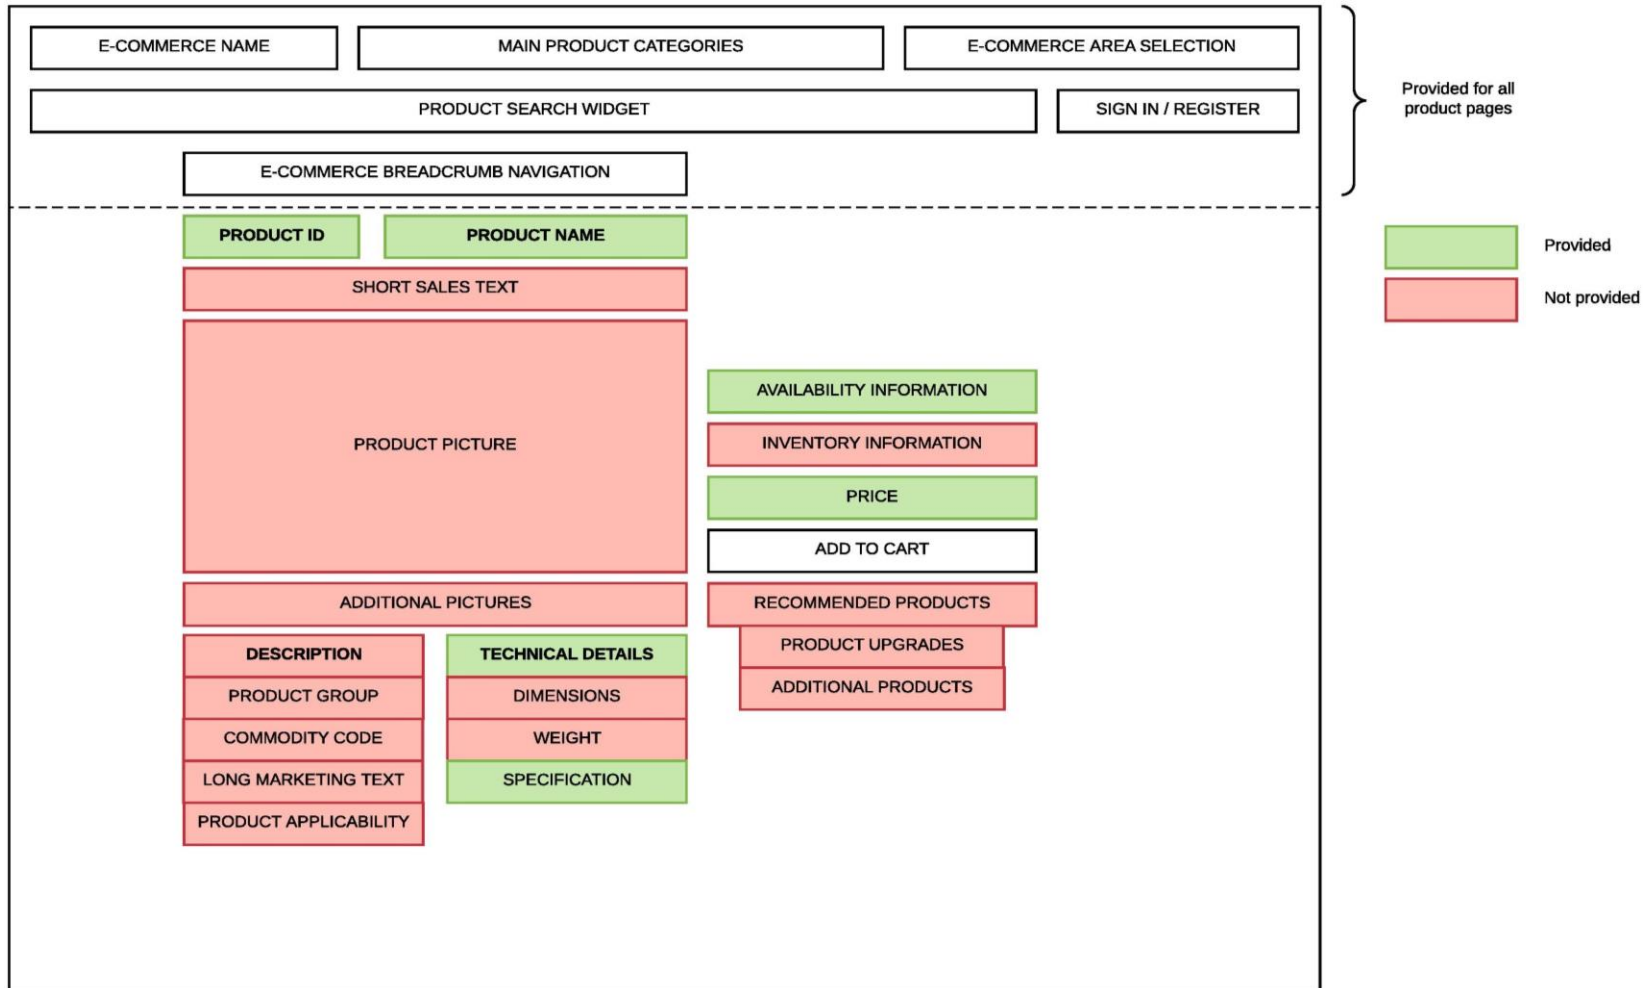 E-COMMERCE NAME
MAIN PRODUCT CATEGORIES
E-COMMERCE AREA SELECTION
PRODUCT SEARCH WIDGET
SIGN IN / REGISTER
E-COMMERCE BREADCRUMB NAVIGATION
Provided for all
product pages
PRODUCT ID
PRODUCT NAME
SHORT SALES TEXT
PRODUCT PICTURE
ADDITIONAL PICTURES
DESCRIPTION
PRODUCT GROUP
COMMODITY CODE
LONG MARKETING TEXT
PRODUCT APPLICABILITY
TECHNICAL DETAILS
DIMENSIONS
WEIGHT
SPECIFICATION
AVAILABILITY INFORMATION
INVENTORY INFORMATION
PRICE
ADD TO CART
RECOMMENDED PRODUCTS
PRODUCT UPGRADES
ADDITIONAL PRODUCTS
Provided
Not provided